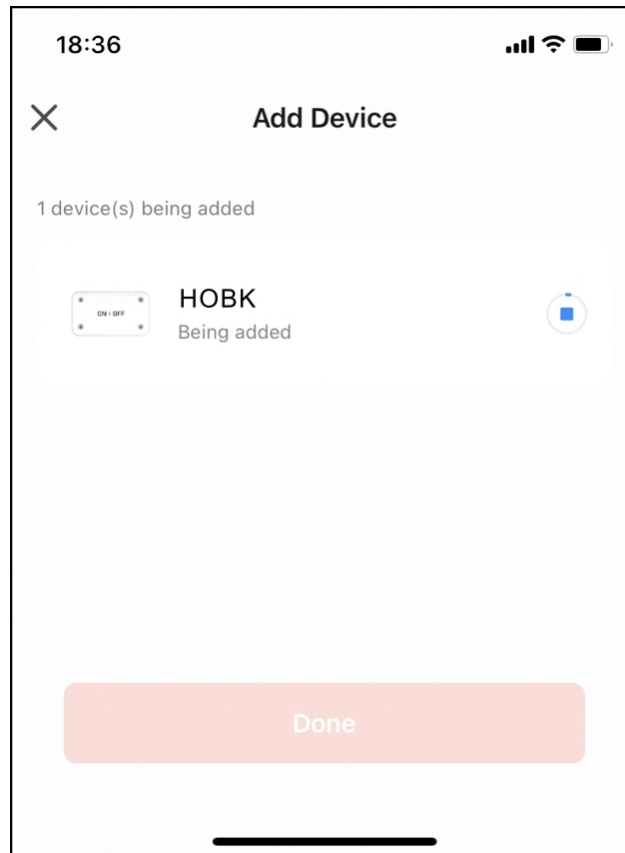 18:36
Add Device
1 device(s) being added
ON | OFF
HOBK
Being added
Done